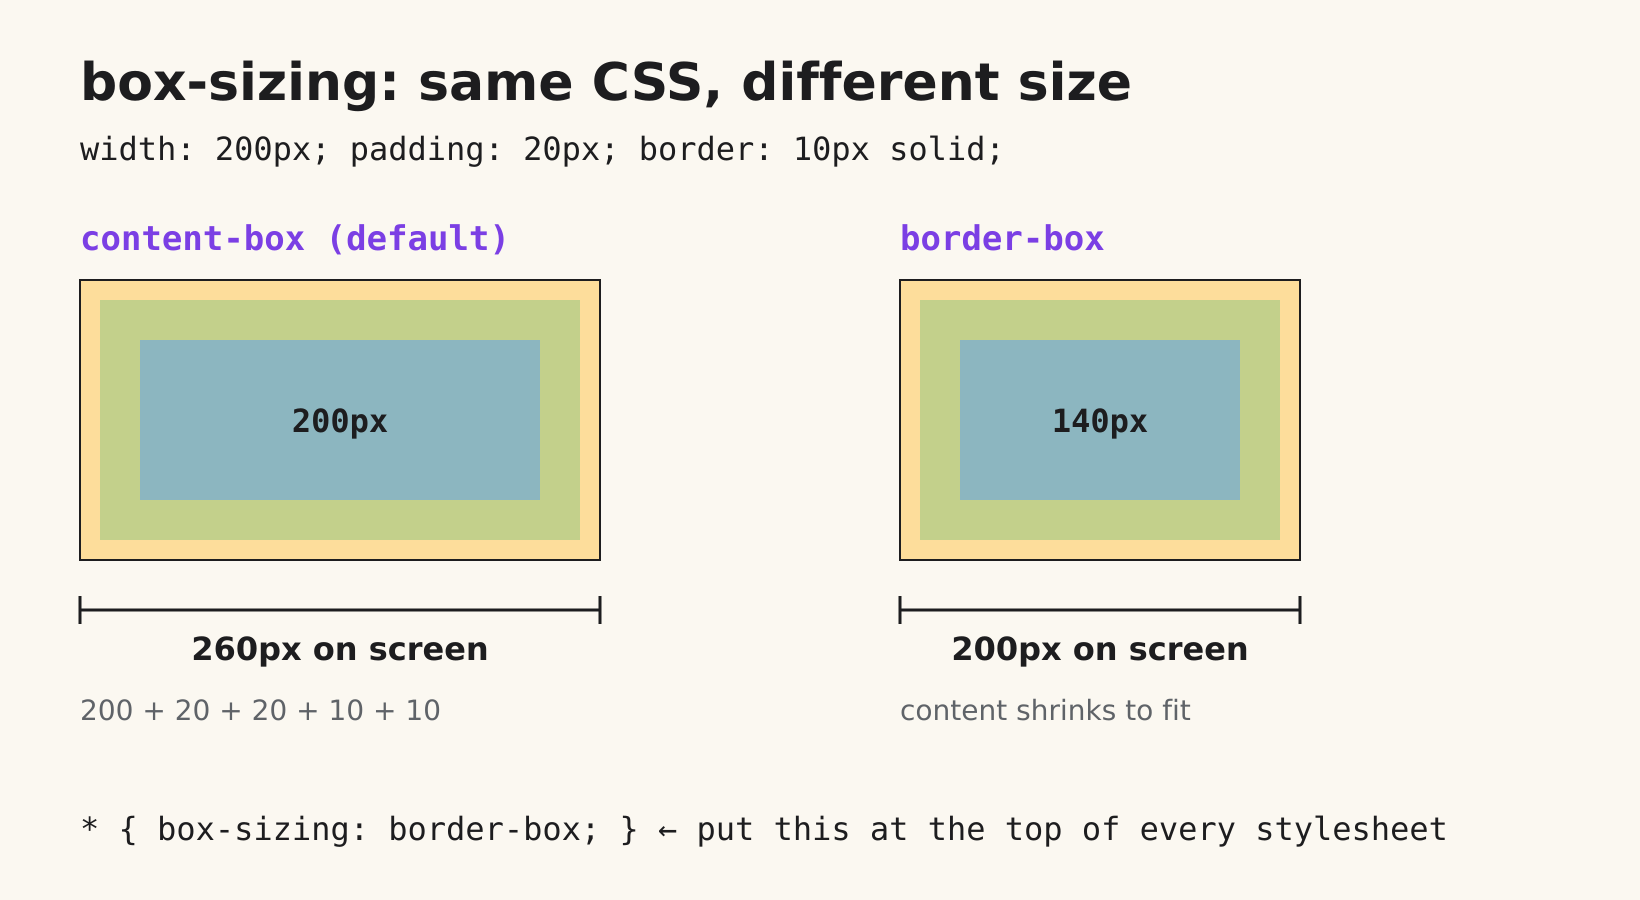 box-sizing: same CSS, different size
width: 200px; padding: 20px; border: 10px solid;
content-box (default)
200px
260px on screen
200 + 20 + 20 + 10 + 10
border-box
140px
200px on screen
content shrinks to fit
* { box-sizing: border-box; } ← put this at the top of every stylesheet